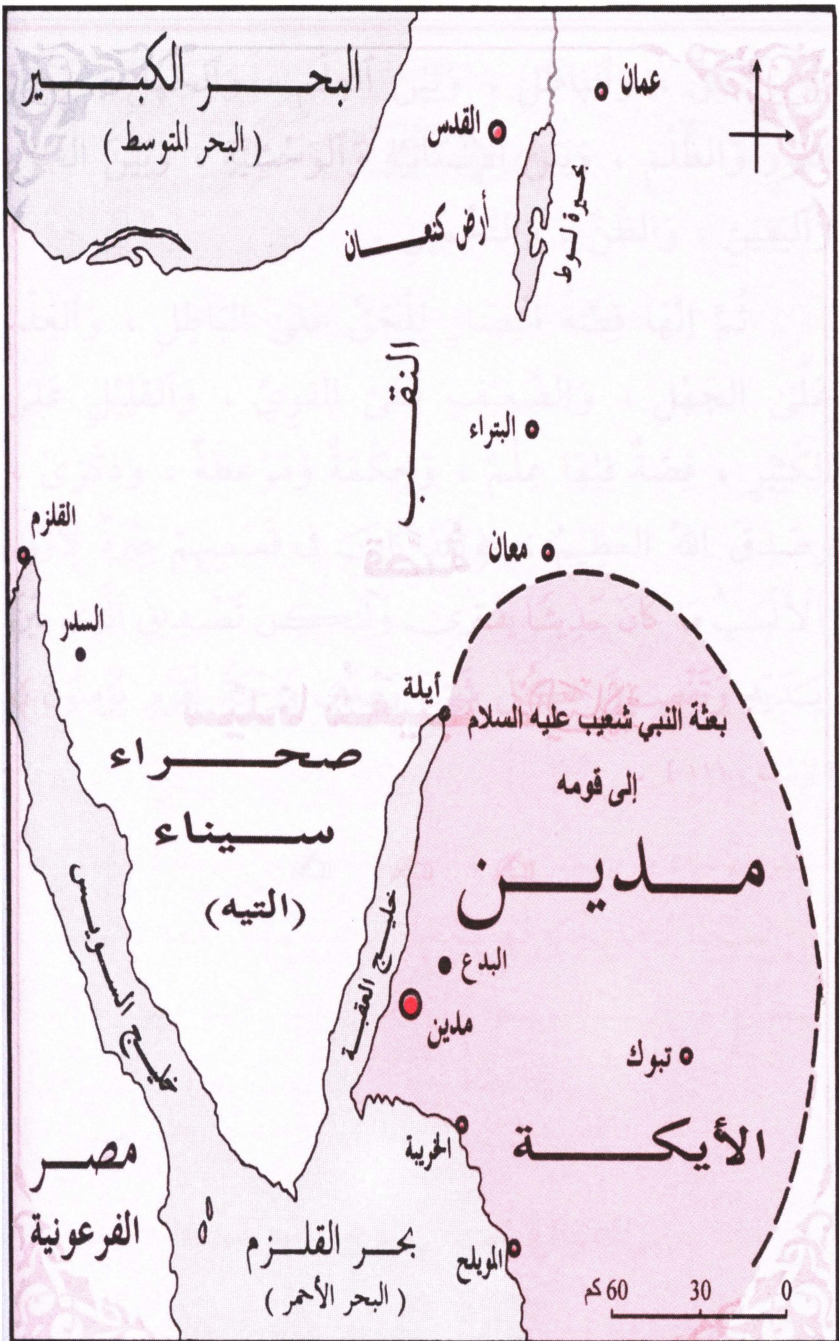 البحر الكبير
(البحر المتوسط)
عمان
القدس
بحيرة لوط
أرض كنعان
النقب
البتراء
القلزم
معان
السدر
أيلة
بعثة النبي شعيب عليه السلام
إلى قومه
مدين
صحراء
سيناء
(التيه)
خليج السويس
خليج العقبة
البدع
مدين
تبوك
الأيكة
الخريبة
مصر
الفرعونية
بحر القلزم
(البحر الأحمر)
المويلح
0 30 60 كم